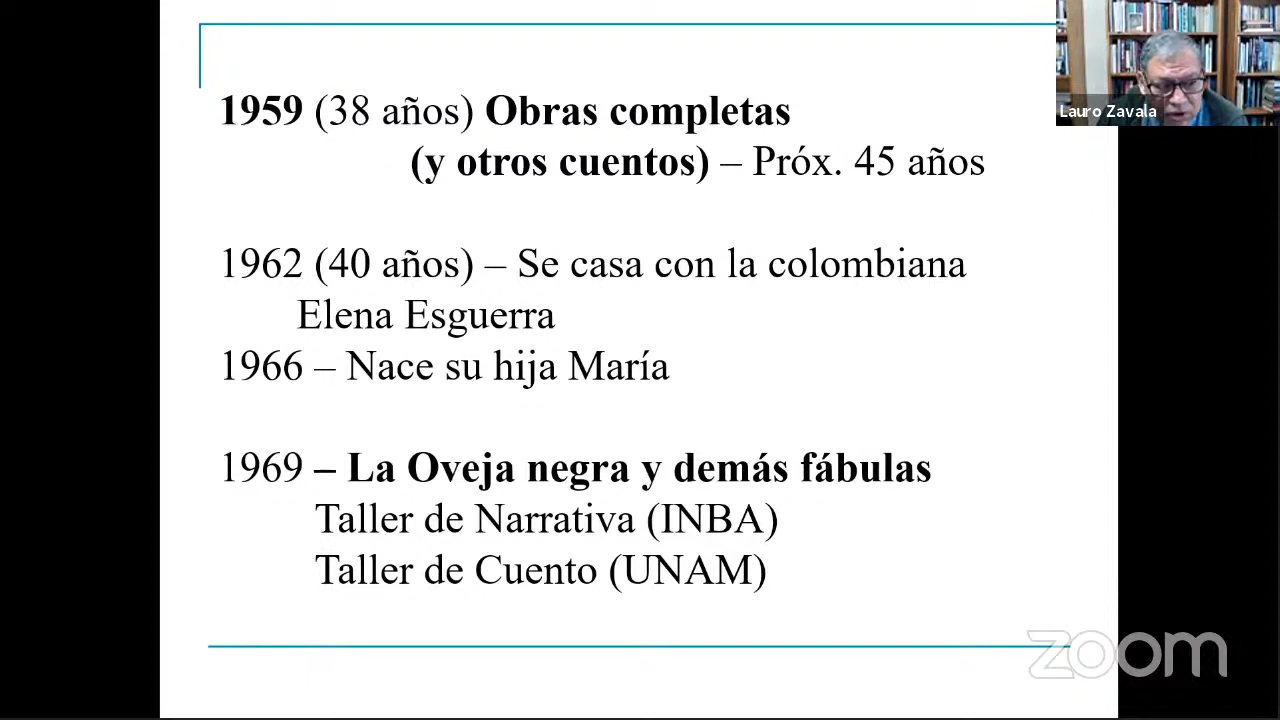 1959 (38 años) Obras completas
(y otros cuentos) – Próx. 45 años
1962 (40 años) – Se casa con la colombiana
Elena Esguerra
1966 – Nace su hija María
1969 – La Oveja negra y demás fábulas
Taller de Narrativa (INBA)
Taller de Cuento (UNAM)
Lauro Zavala
zoom